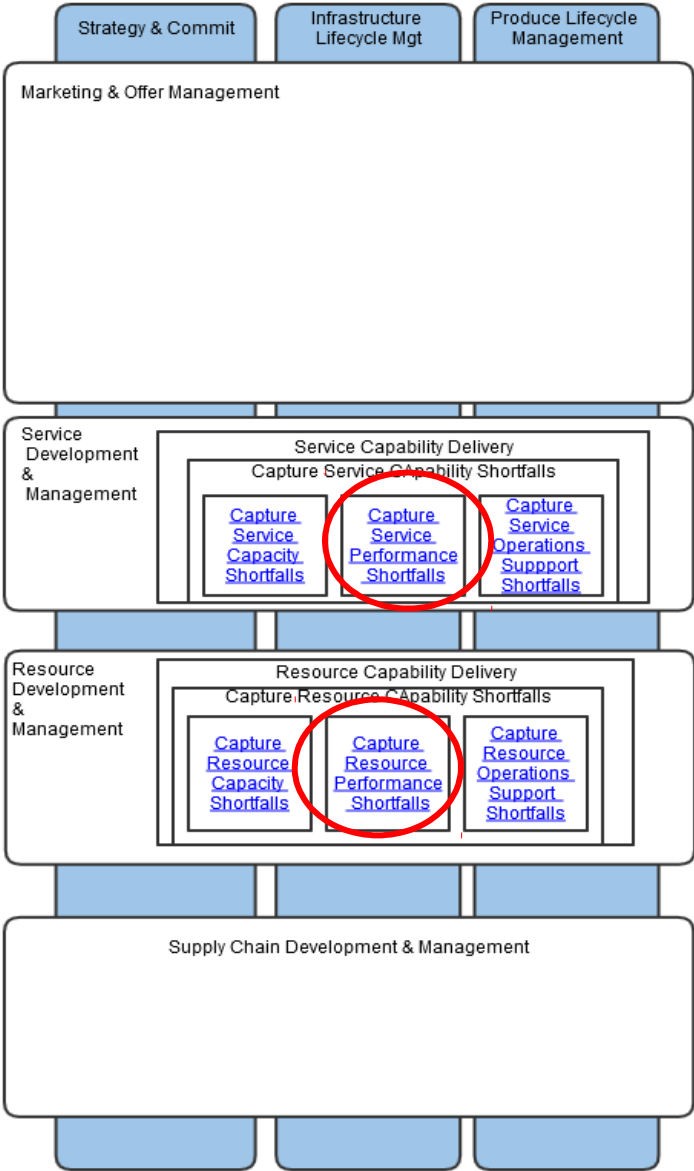 Strategy & Commit
Infrastructure
Lifecycle Mgt
Produce Lifecycle
Management
Marketing & Offer Management
Service
Development
&
Management
Service Capability Delivery
Capture Service CApability Shortfalls
Capture
Service
Capacity
Shortfalls
Capture
Service
Performance
Shortfalls
Capture
Service
Operations
Suppport
Shortfalls
Resource
Development
&
Management
Resource Capability Delivery
Capture Resource CApability Shortfalls
Capture
Resource
Capacity
Shortfalls
Capture
Resource
Performance
Shortfalls
Capture
Resource
Operations
Support
Shortfalls
Supply Chain Development & Management